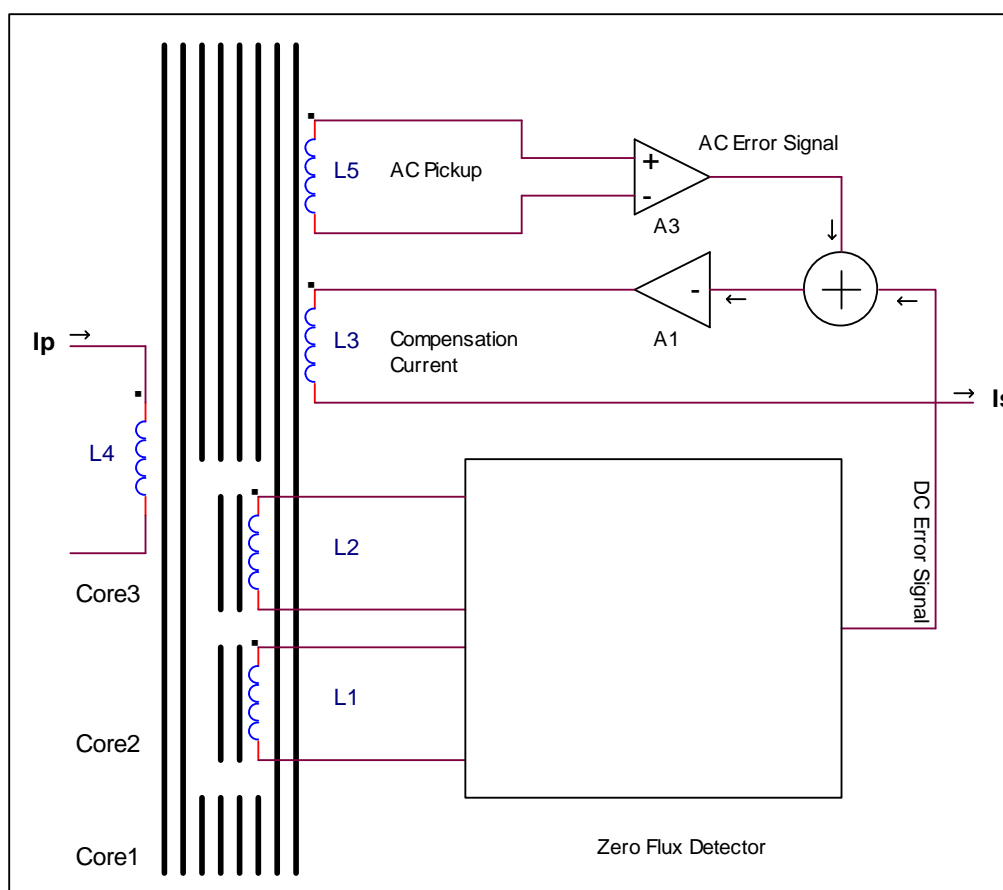 AC Error Signal
L5 AC Pickup
+
-
A3
Ip
L3
Compensation
Current
-
A1
+
L4
L2
DC Error Signal
Core3
L1
Core2
Zero Flux Detector
Core1